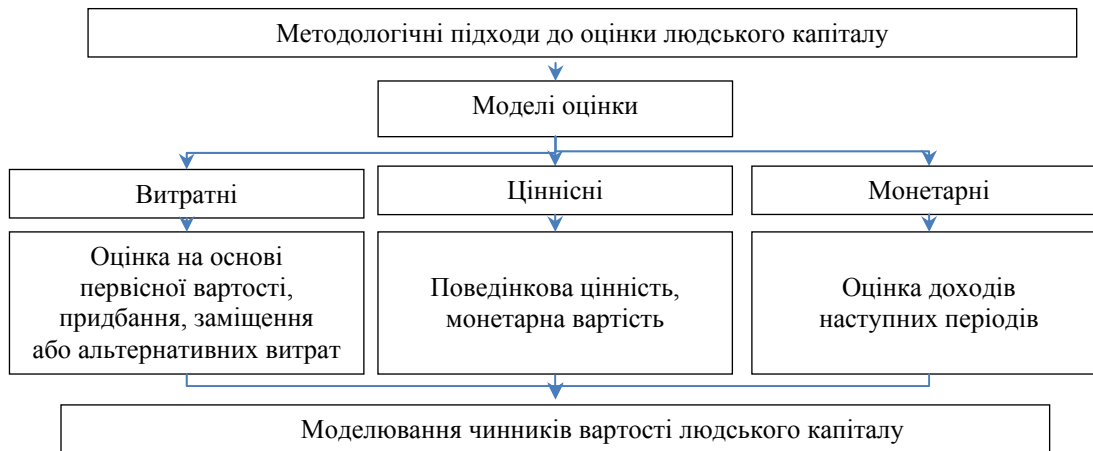 Методологічні підходи до оцінки людського капіталу
Моделі оцінки
Витратні
Ціннісні
Монетарні
Оцінка на основі
первісної вартості,
придбання, заміщення
або альтернативних витрат
Поведінкова цінність,
монетарна вартість
Оцінка доходів
наступних періодів
Моделювання чинників вартості людського капіталу